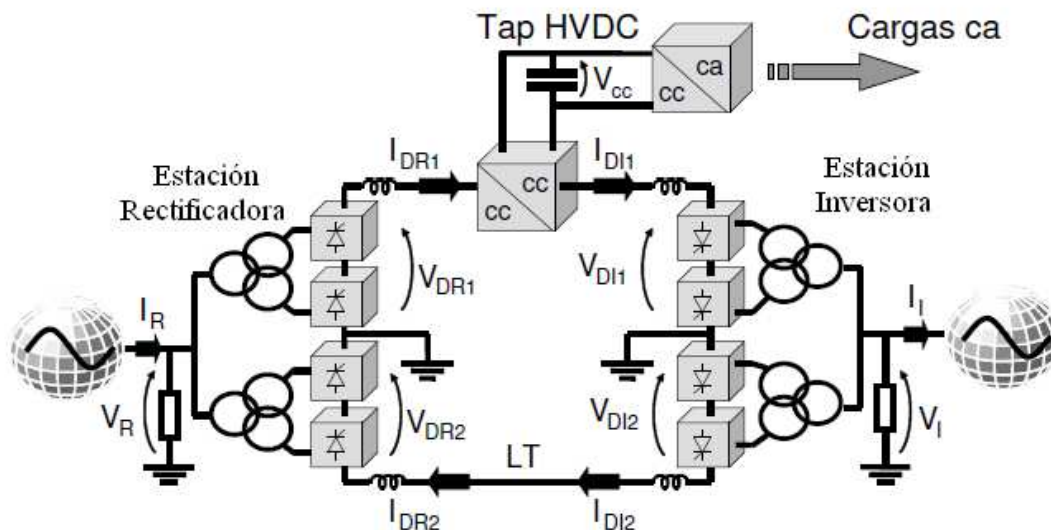 Tap HVDC
Cargas ca
ca
cc
V_cc
I_DR1
I_DI1
cc
cc
Estación
Rectificadora
Estación
Inversora
V_DR1
V_DI1
I_R
I_I
V_R
V_DR2
V_DI2
V_I
LT
I_DR2
I_DI2